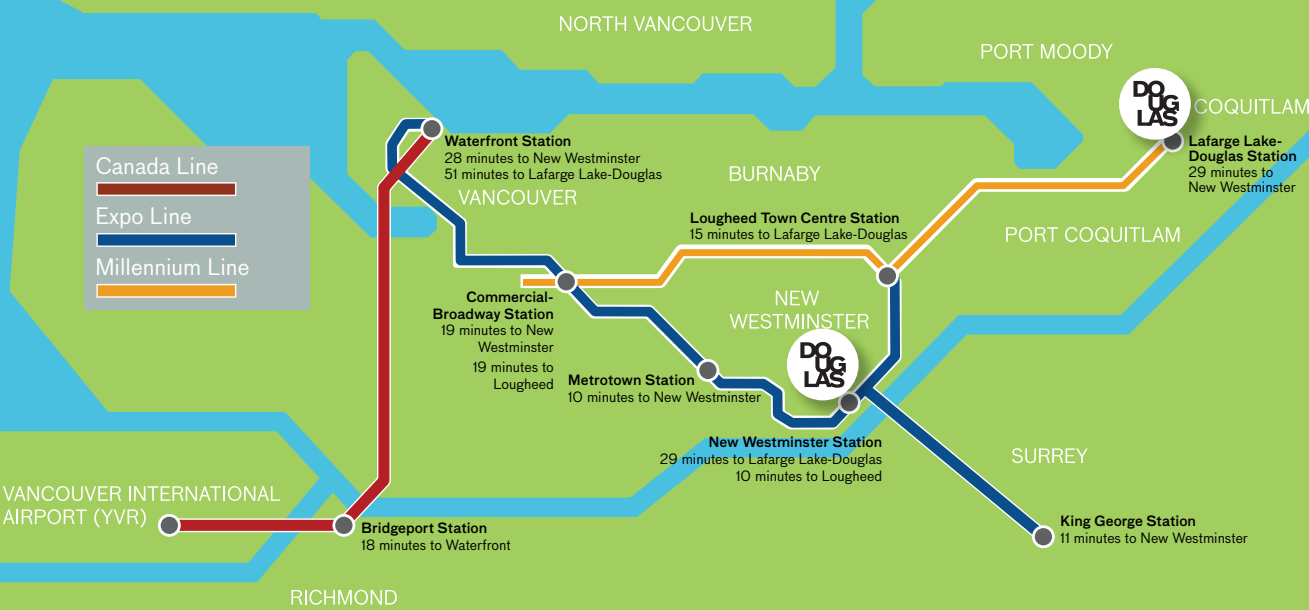 NORTH VANCOUVER
PORT MOODY
DO
UG
LAS
COQUITLAM
Waterfront Station
28 minutes to New Westminster
51 minutes to Lafarge Lake-Douglas
Lafarge Lake-
Douglas Station
29 minutes to
New Westminster
Canada Line
Expo Line
Millennium Line
VANCOUVER
BURNABY
Lougheed Town Centre Station
15 minutes to Lafarge Lake-Douglas
PORT COQUITLAM
Commercial-
Broadway Station
19 minutes to New
Westminster
19 minutes to
Lougheed
NEW
WESTMINSTER
DO
UG
LAS
Metrotown Station
10 minutes to New Westminster
New Westminster Station
29 minutes to Lafarge Lake-Douglas
10 minutes to Lougheed
SURREY
VANCOUVER INTERNATIONAL
AIRPORT (YVR)
Bridgeport Station
18 minutes to Waterfront
King George Station
11 minutes to New Westminster
RICHMOND